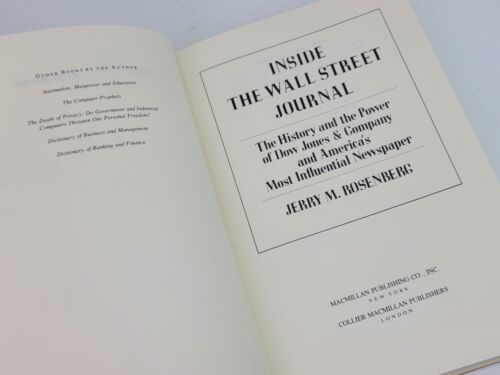 Other Books by the Author
Automation, Manpower and Education
The Computer Prophets
The Death of Privacy: Do Government and Industrial
Computers Threaten Our Personal Freedom?
Dictionary of Business and Management
Dictionary of Banking and Finance
INSIDE
THE WALL STREET
JOURNAL
The History and the Power
of Dow Jones & Company
and America's
Most Influential Newspaper
JERRY M. ROSENBERG
MACMILLAN PUBLISHING CO., INC.
NEW YORK
COLLIER MACMILLAN PUBLISHERS
LONDON